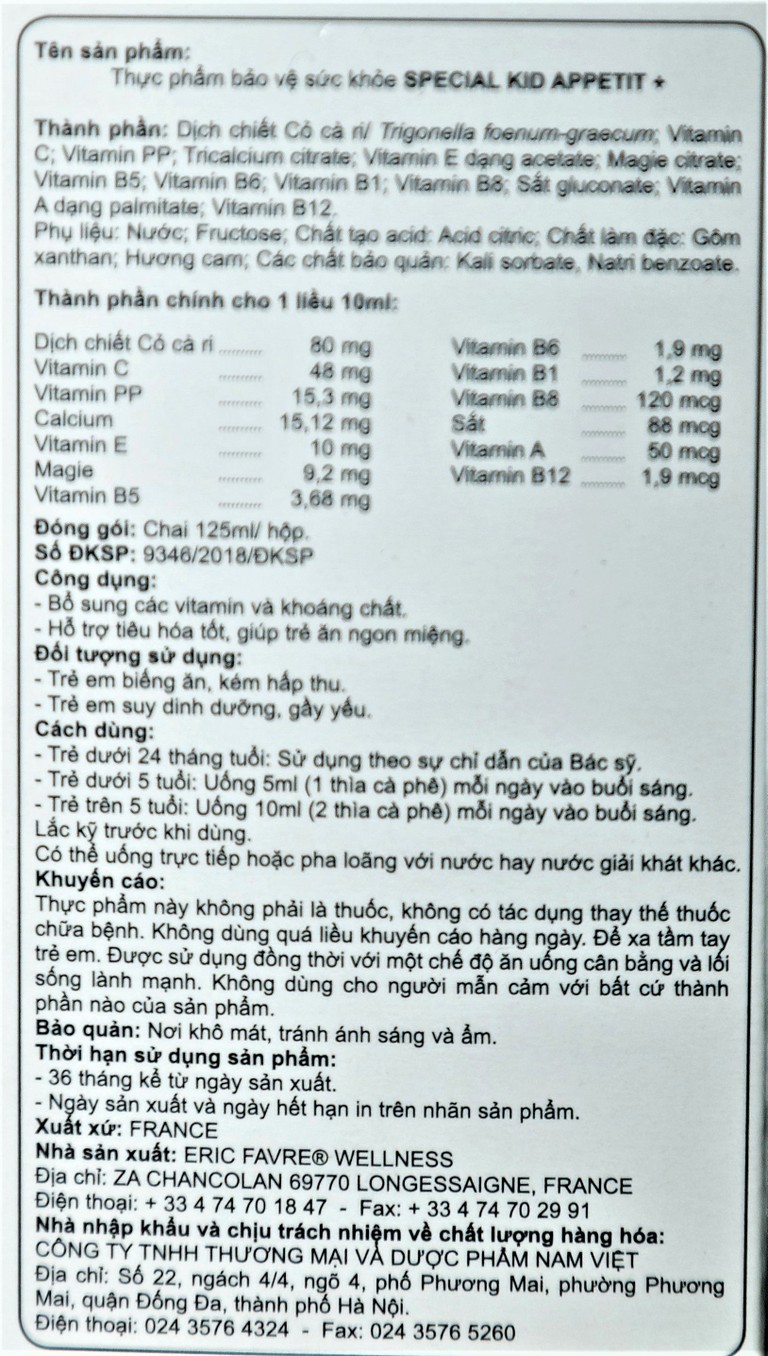 Tên sản phẩm:
Thực phẩm bảo vệ sức khỏe SPECIAL KID APPETIT +
Thành phần: Dịch chiết Cỏ cà ri/ Trigonella foenum-graecum; Vitamin
C; Vitamin PP; Tricalcium citrate; Vitamin E dạng acetate; Magie citrate;
Vitamin B5; Vitamin B6; Vitamin B1; Vitamin B8; Sắt gluconate; Vitamin
A dạng palmitate; Vitamin B12.
Phụ liệu: Nước; Fructose; Chất tạo acid: Acid citric; Chất làm đặc: Gôm
xanthan; Hương cam; Các chất bảo quản: Kali sorbate, Natri benzoate.
Thành phần chính cho 1 liều 10ml:
Dịch chiết Cỏ cà ri .......... 80 mg
Vitamin C .......... 48 mg
Vitamin PP .......... 15,3 mg
Calcium .......... 15,12 mg
Vitamin E .......... 10 mg
Magie .......... 9,2 mg
Vitamin B5 .......... 3,68 mg
Vitamin B6 .......... 1,9 mg
Vitamin B1 .......... 1,2 mg
Vitamin B8 .......... 120 mcg
Sắt .......... 88 mcg
Vitamin A .......... 50 mcg
Vitamin B12 .......... 1,9 mcg
Đóng gói: Chai 125ml/ hộp.
Số ĐKSP: 9346/2018/ĐKSP
Công dụng:
- Bổ sung các vitamin và khoáng chất.
- Hỗ trợ tiêu hóa tốt, giúp trẻ ăn ngon miệng.
Đối tượng sử dụng:
- Trẻ em biếng ăn, kém hấp thu.
- Trẻ em suy dinh dưỡng, gầy yếu.
Cách dùng:
- Trẻ dưới 24 tháng tuổi: Sử dụng theo sự chỉ dẫn của Bác sỹ.
- Trẻ dưới 5 tuổi: Uống 5ml (1 thìa cà phê) mỗi ngày vào buổi sáng.
- Trẻ trên 5 tuổi: Uống 10ml (2 thìa cà phê) mỗi ngày vào buổi sáng.
Lắc kỹ trước khi dùng.
Có thể uống trực tiếp hoặc pha loãng với nước hay nước giải khát khác.
Khuyến cáo:
Thực phẩm này không phải là thuốc, không có tác dụng thay thế thuốc
chữa bệnh. Không dùng quá liều khuyến cáo hàng ngày. Để xa tầm tay
trẻ em. Được sử dụng đồng thời với một chế độ ăn uống cân bằng và lối
sống lành mạnh. Không dùng cho người mẫn cảm với bất cứ thành
phần nào của sản phẩm.
Bảo quản: Nơi khô mát, tránh ánh sáng và ẩm.
Thời hạn sử dụng sản phẩm:
- 36 tháng kể từ ngày sản xuất.
- Ngày sản xuất và ngày hết hạn in trên nhãn sản phẩm.
Xuất xứ: FRANCE
Nhà sản xuất: ERIC FAVRE® WELLNESS
Địa chỉ: ZA CHANCOLAN 69770 LONGESSAIGNE, FRANCE
Điện thoại: + 33 4 74 70 18 47 - Fax: + 33 4 74 70 29 91
Nhà nhập khẩu và chịu trách nhiệm về chất lượng hàng hóa:
CÔNG TY TNHH THƯƠNG MẠI VÀ DƯỢC PHẨM NAM VIỆT
Địa chỉ: Số 22, ngách 4/4, ngõ 4, phố Phương Mai, phường Phương
Mai, quận Đống Đa, thành phố Hà Nội.
Điện thoại: 024 3576 4324 - Fax: 024 3576 5260